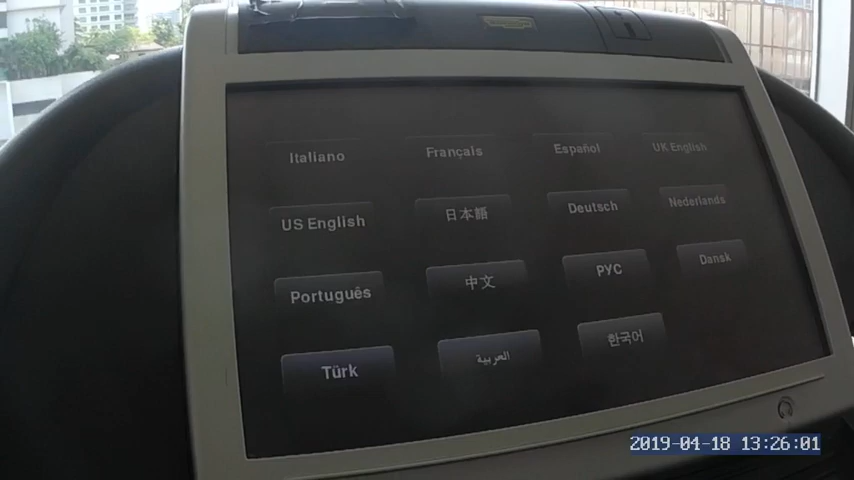 Italiano
Français
Español
UK English
US English
日本語
Deutsch
Nederlands
Português
中文
РУС
Dansk
Türk
العربية
한국어
2019-04-18 13:26:01